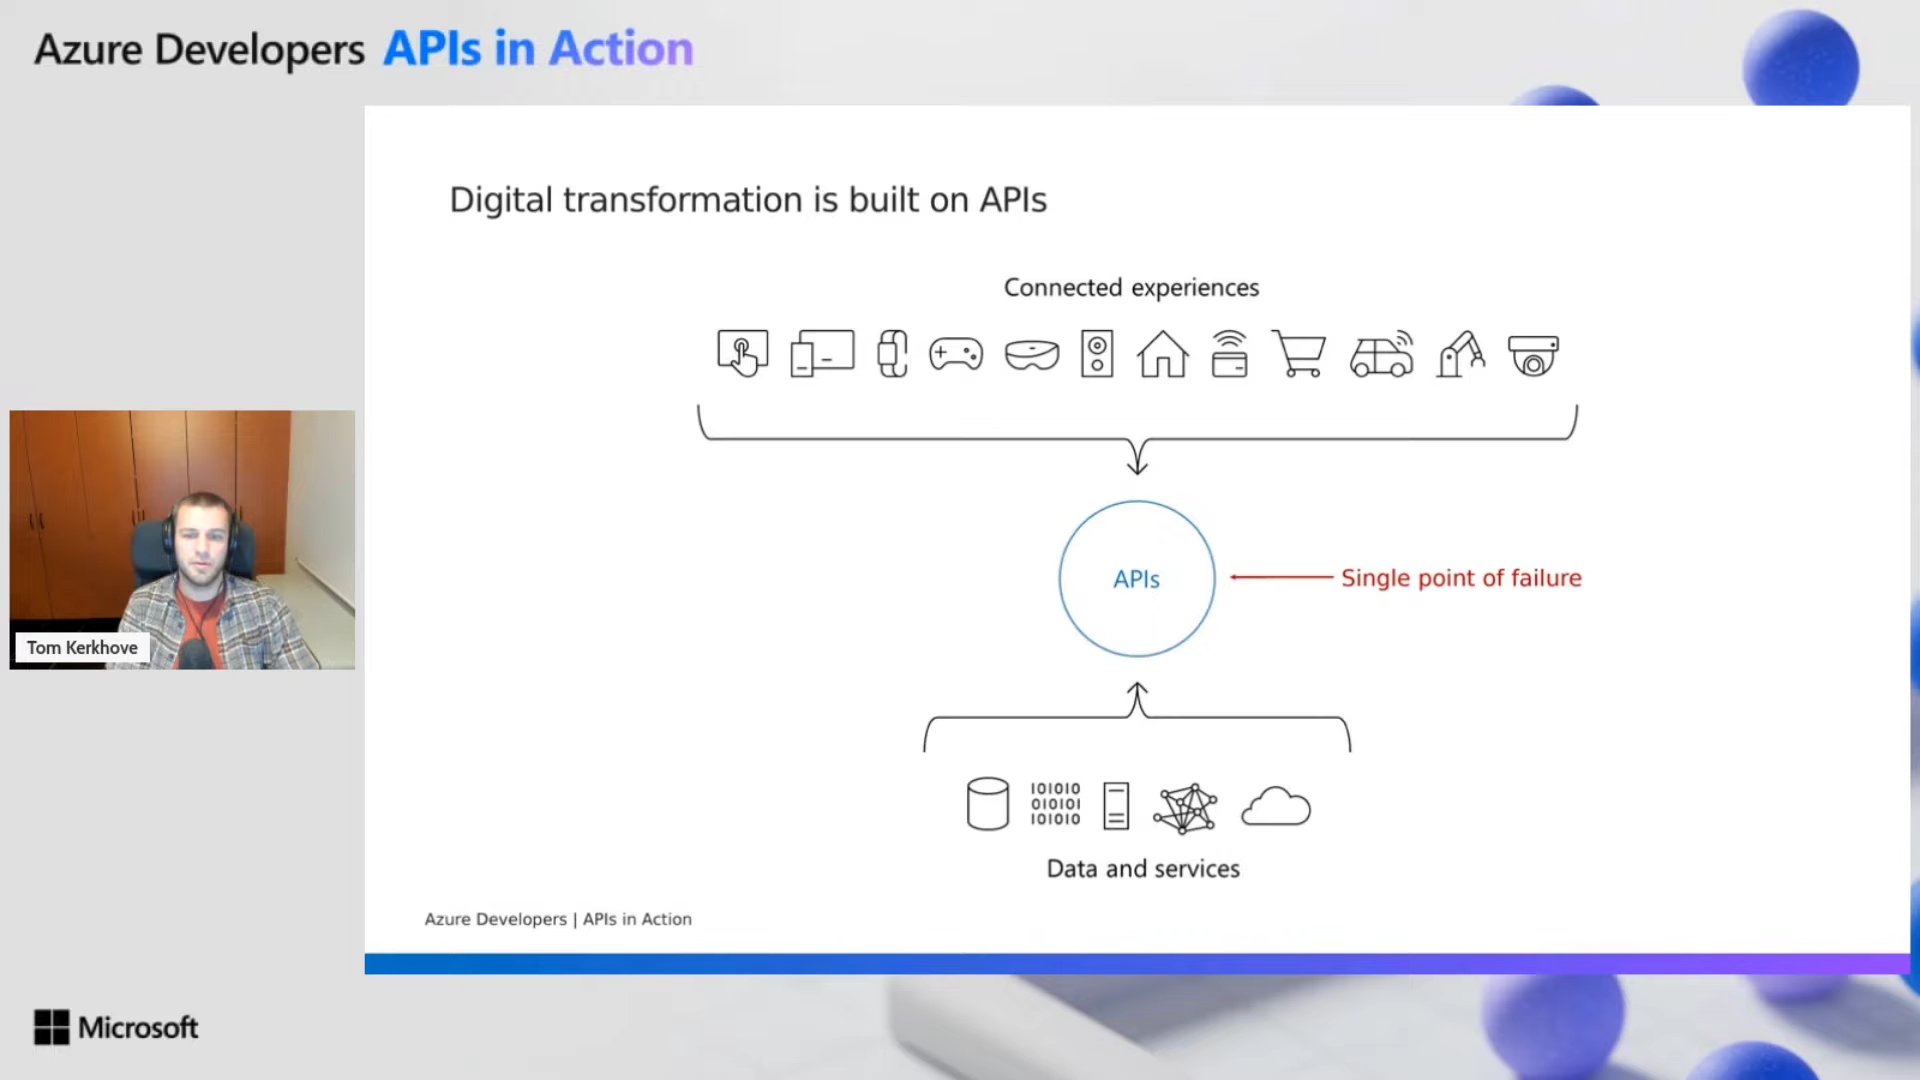 Azure Developers APIs in Action
Digital transformation is built on APIs
Connected experiences
APIs
Single point of failure
Tom Kerkhove
101010
010101
101010
Data and services
Azure Developers | APIs in Action
Microsoft